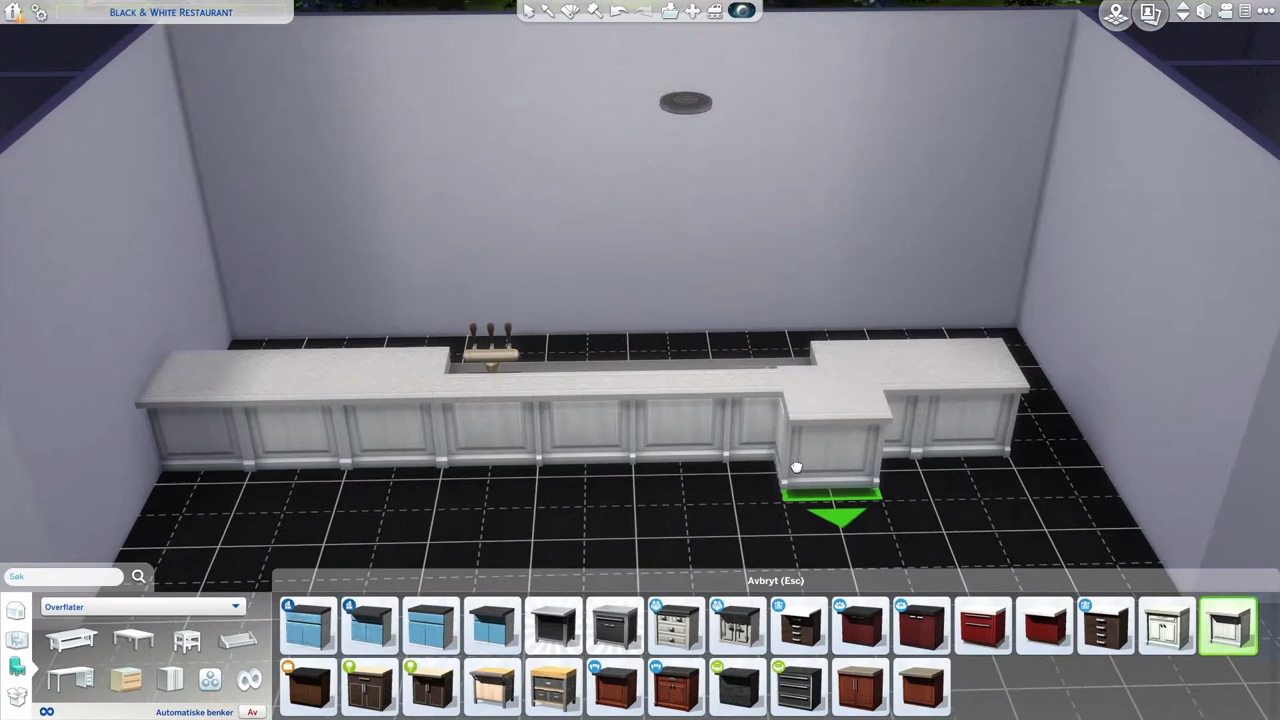 BLACK & WHITE RESTAURANT
Avbryt (Esc)
Søk
Overflater
Automatiske benker
Av